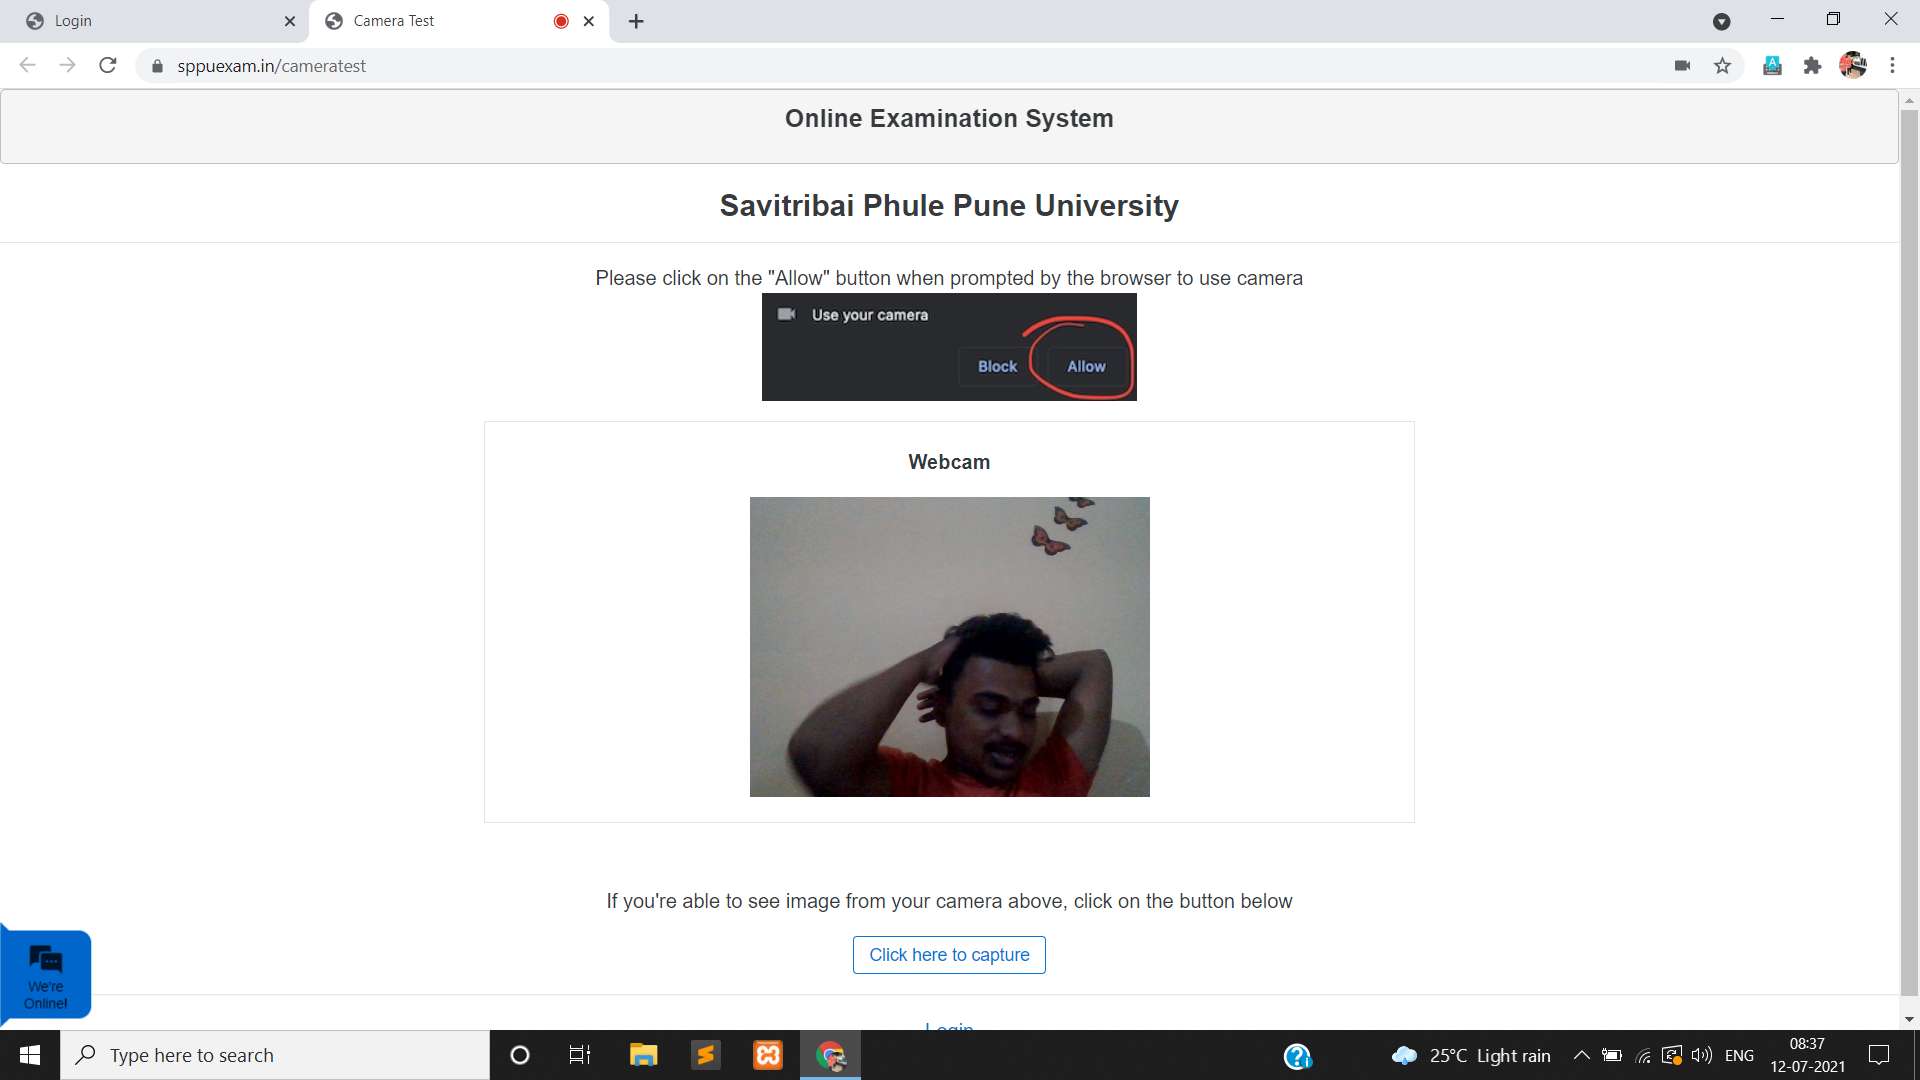 Login
Camera Test
sppuexam.in/cameratest
Online Examination System
Savitribai Phule Pune University
Please click on the "Allow" button when prompted by the browser to use camera
Use your camera
Block
Allow
Webcam
If you're able to see image from your camera above, click on the button below
Click here to capture
We're
Online!
Login
Type here to search
25°C Light rain
ENG
08:37
12-07-2021